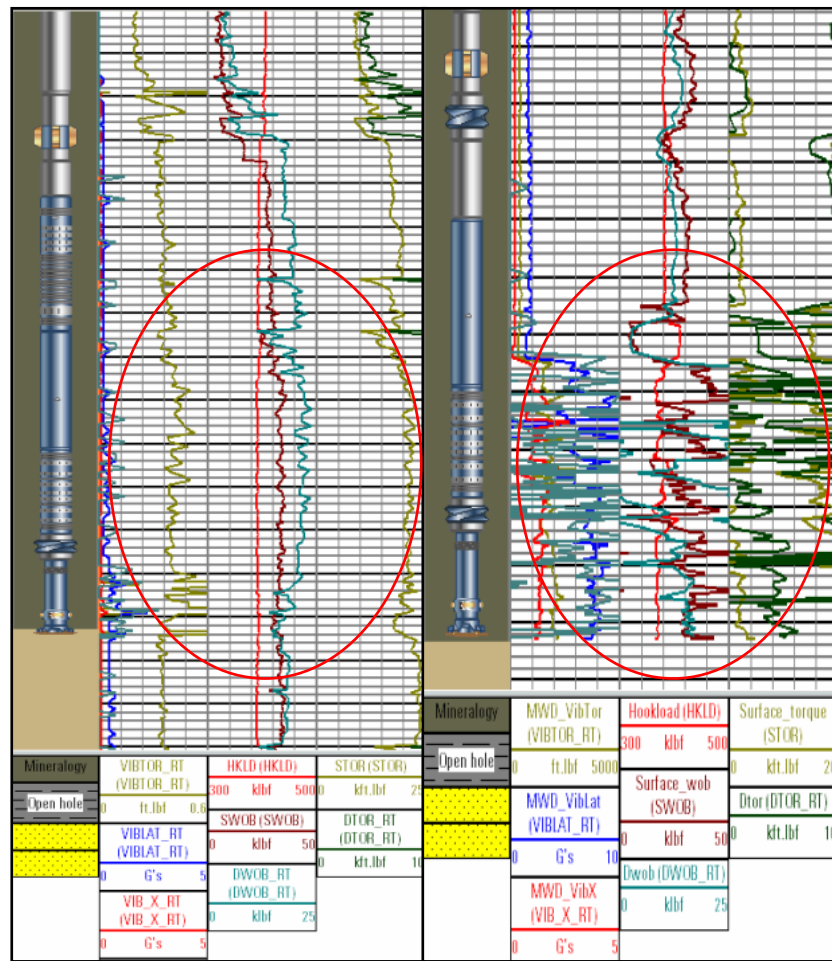 Mineralogy
Open hole
VIBTOR_RT
(VIBTOR_RT)
0 ft.lbf 0.6
VIBLAT_RT
(VIBLAT_RT)
0 G's 5
VIB_X_RT
(VIB_X_RT)
0 G's 5
HKLD (HKLD)
300 klbf 500
SWOB (SWOB)
0 klbf 50
DWOB_RT
(DWOB_RT)
0 klbf 25
STOR (STOR)
0 kft.lbf 25
DTOR_RT
(DTOR_RT)
0 kft.lbf 10
Mineralogy
Open hole
MWD_VibTor
(VIBTOR_RT)
0 ft.lbf 5000
MWD_VibLat
(VIBLAT_RT)
0 G's 10
MWD_VibX
(VIB_X_RT)
0 G's 5
Hookload (HKLD)
300 klbf 500
Surface_wob
(SWOB)
0 klbf 50
Dwob (DWOB_RT)
0 klbf 25
Surface_torque
(STOR)
0 kft.lbf
Dtor (DTOR_RT)
0 kft.lbf